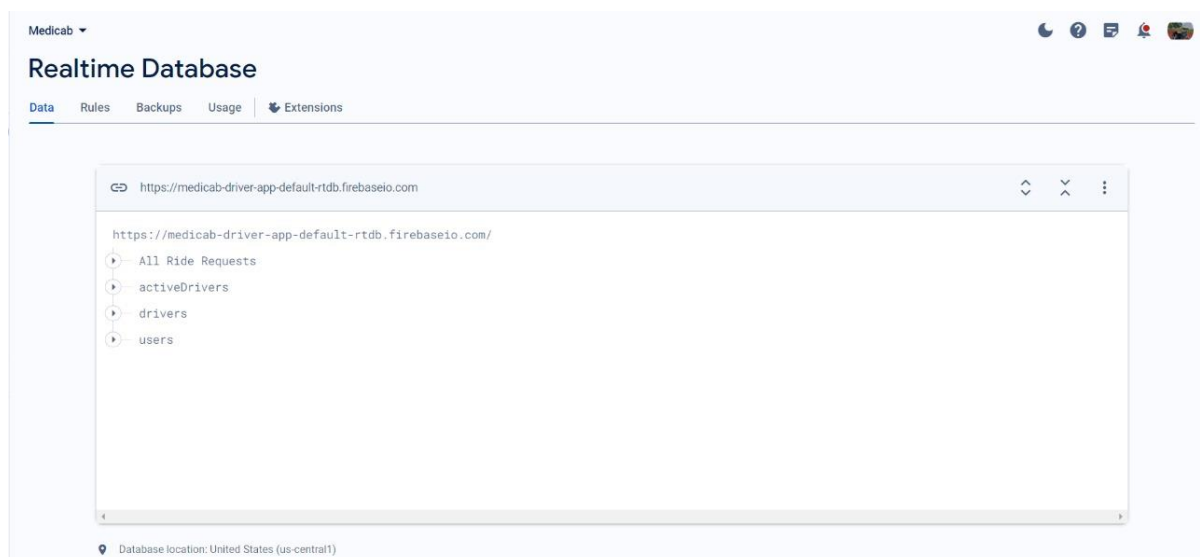 Medicab
Realtime Database
Data Rules Backups Usage Extensions
https://medicab-driver-app-default-rtdb.firebaseio.com
https://medicab-driver-app-default-rtdb.firebaseio.com/
All Ride Requests
activeDrivers
drivers
users
Database location: United States (us-central1)